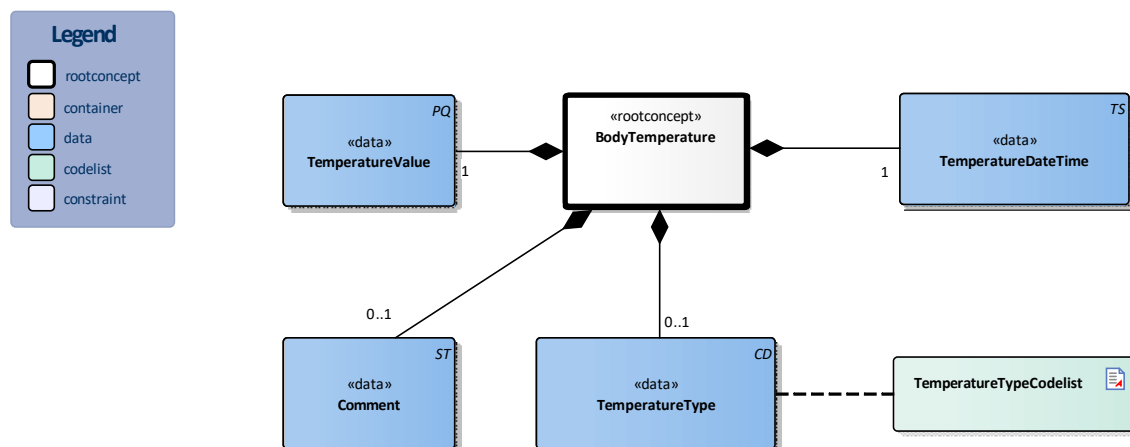 Legend
rootconcept
container
data
codelist
constraint
PQ
«data»
TemperatureValue
1
«rootconcept»
BodyTemperature
TS
«data»
TemperatureDateTime
1
0..1
0..1
ST
«data»
Comment
CD
«data»
TemperatureType
TemperatureTypeCodelist